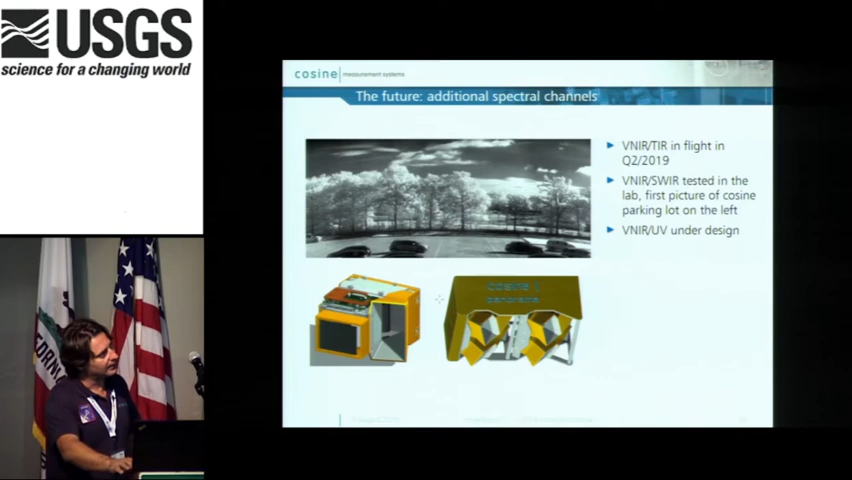 USGS
science for a changing world
cosine measurement systems
The future: additional spectral channels
VNIR/TIR in flight in
Q2/2019
VNIR/SWIR tested in the
lab, first picture of cosine
parking lot on the left
VNIR/UV under design
cosine
panorama